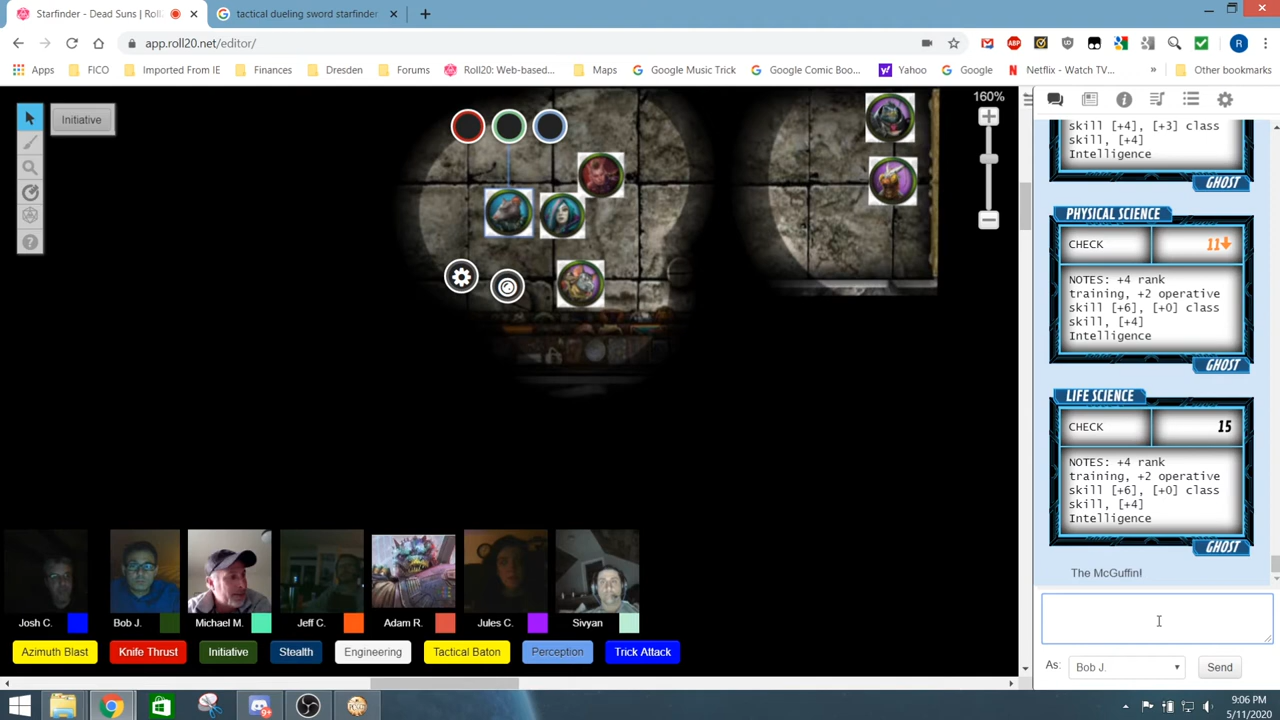 Starfinder - Dead Suns | Roll
tactical dueling sword starfinder
app.roll20.net/editor/
Apps
FICO
Imported From IE
Finances
Dresden
Forums
Roll20: Web-based...
Maps
Google Music Trick
Google Comic Boo...
Yahoo
Google
Netflix - Watch TV...
»
Other bookmarks
Initiative
160%
skill [+4], [+3] class
skill, [+4]
Intelligence
GHOST
PHYSICAL SCIENCE
CHECK 11
NOTES: +4 rank
training, +2 operative
skill [+6], [+0] class
skill, [+4]
Intelligence
GHOST
LIFE SCIENCE
CHECK 15
NOTES: +4 rank
training, +2 operative
skill [+6], [+0] class
skill, [+4]
Intelligence
GHOST
The McGuffin!
As: Bob J. Send
Josh C. Bob J. Michael M. Jeff C. Adam R. Jules C. Sivyan
Azimuth Blast Knife Thrust Initiative Stealth Engineering Tactical Baton Perception Trick Attack
9:06 PM
5/11/2020